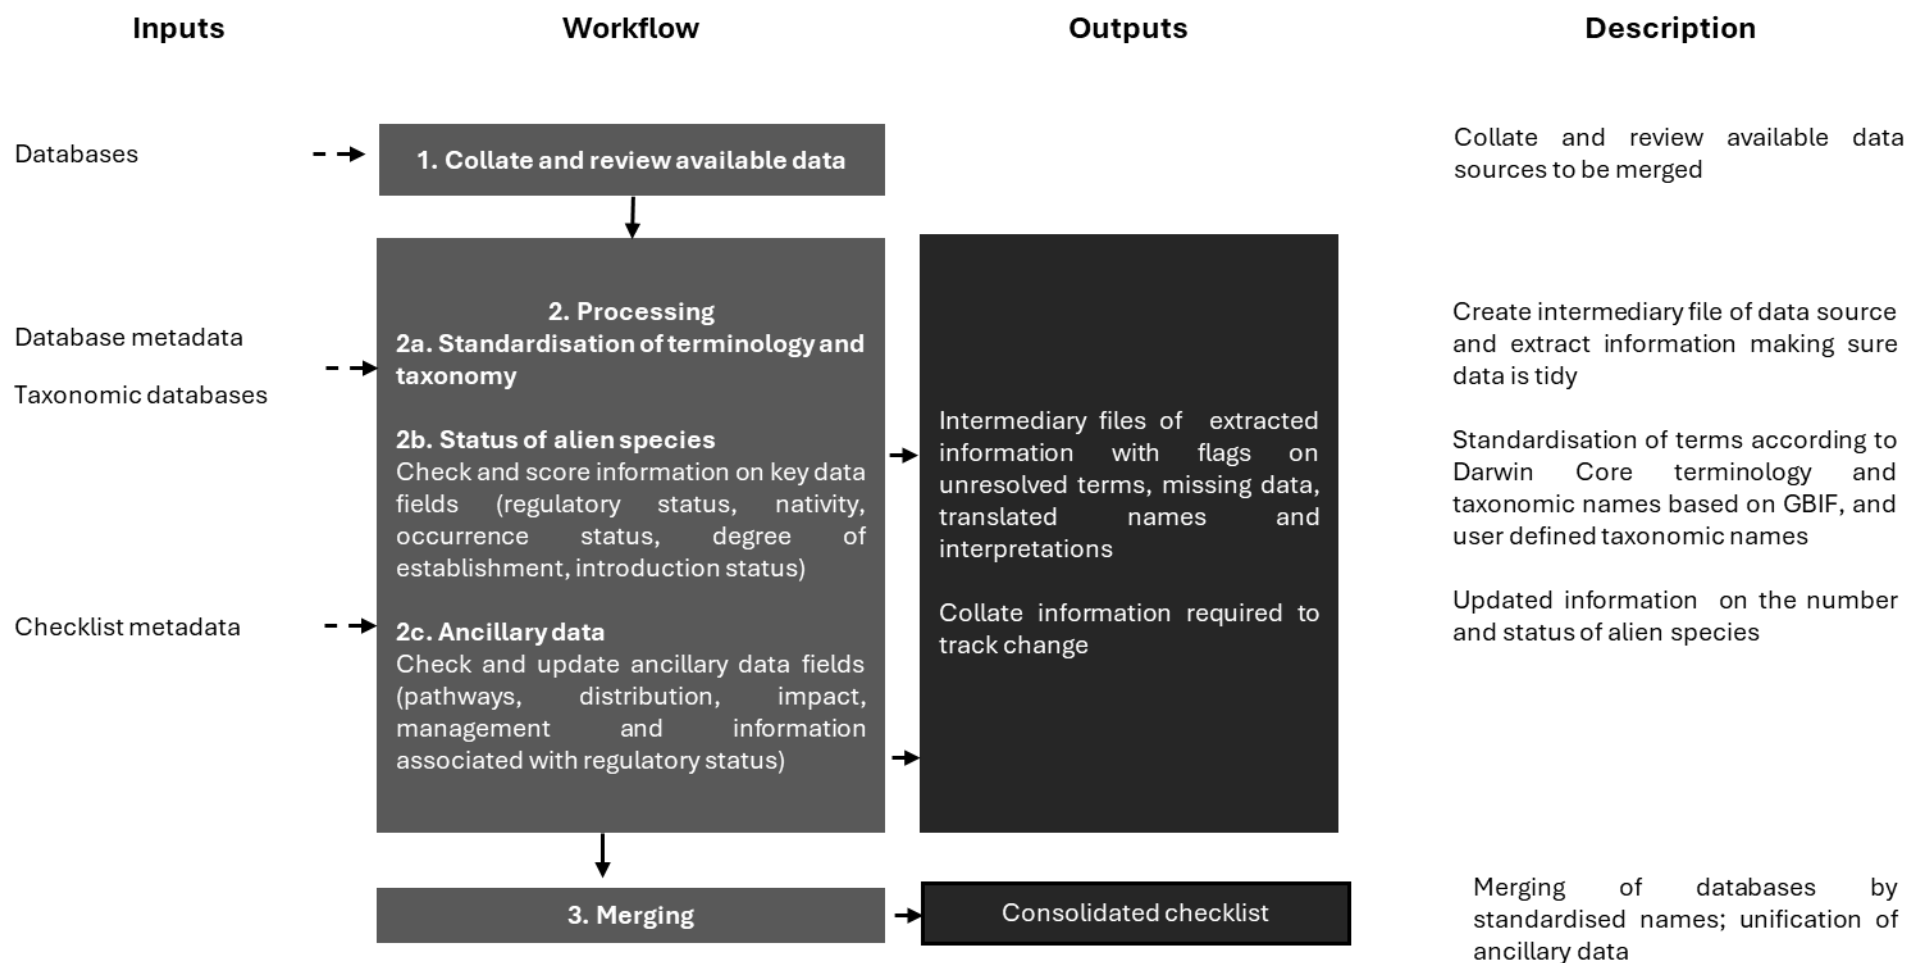 Inputs
Workflow
Outputs
Description
Databases
1. Collate and review available data
Collate and review available data
sources to be merged
Database metadata
Taxonomic databases
Checklist metadata
2. Processing
2a. Standardisation of terminology and
taxonomy
2b. Status of alien species
Check and score information on key data
fields (regulatory status, nativity,
occurrence status, degree of
establishment, introduction status)
2c. Ancillary data
Check and update ancillary data fields
(pathways, distribution, impact,
management and information
associated with regulatory status)
Intermediary files of extracted
information with flags on
unresolved terms, missing data,
translated names and
interpretations
Collate information required to
track change
Create intermediary file of data source
and extract information making sure
data is tidy
Standardisation of terms according to
Darwin Core terminology and
taxonomic names based on GBIF, and
user defined taxonomic names
Updated information on the number
and status of alien species
3. Merging
Consolidated checklist
Merging of databases by
standardised names; unification of
ancillary data